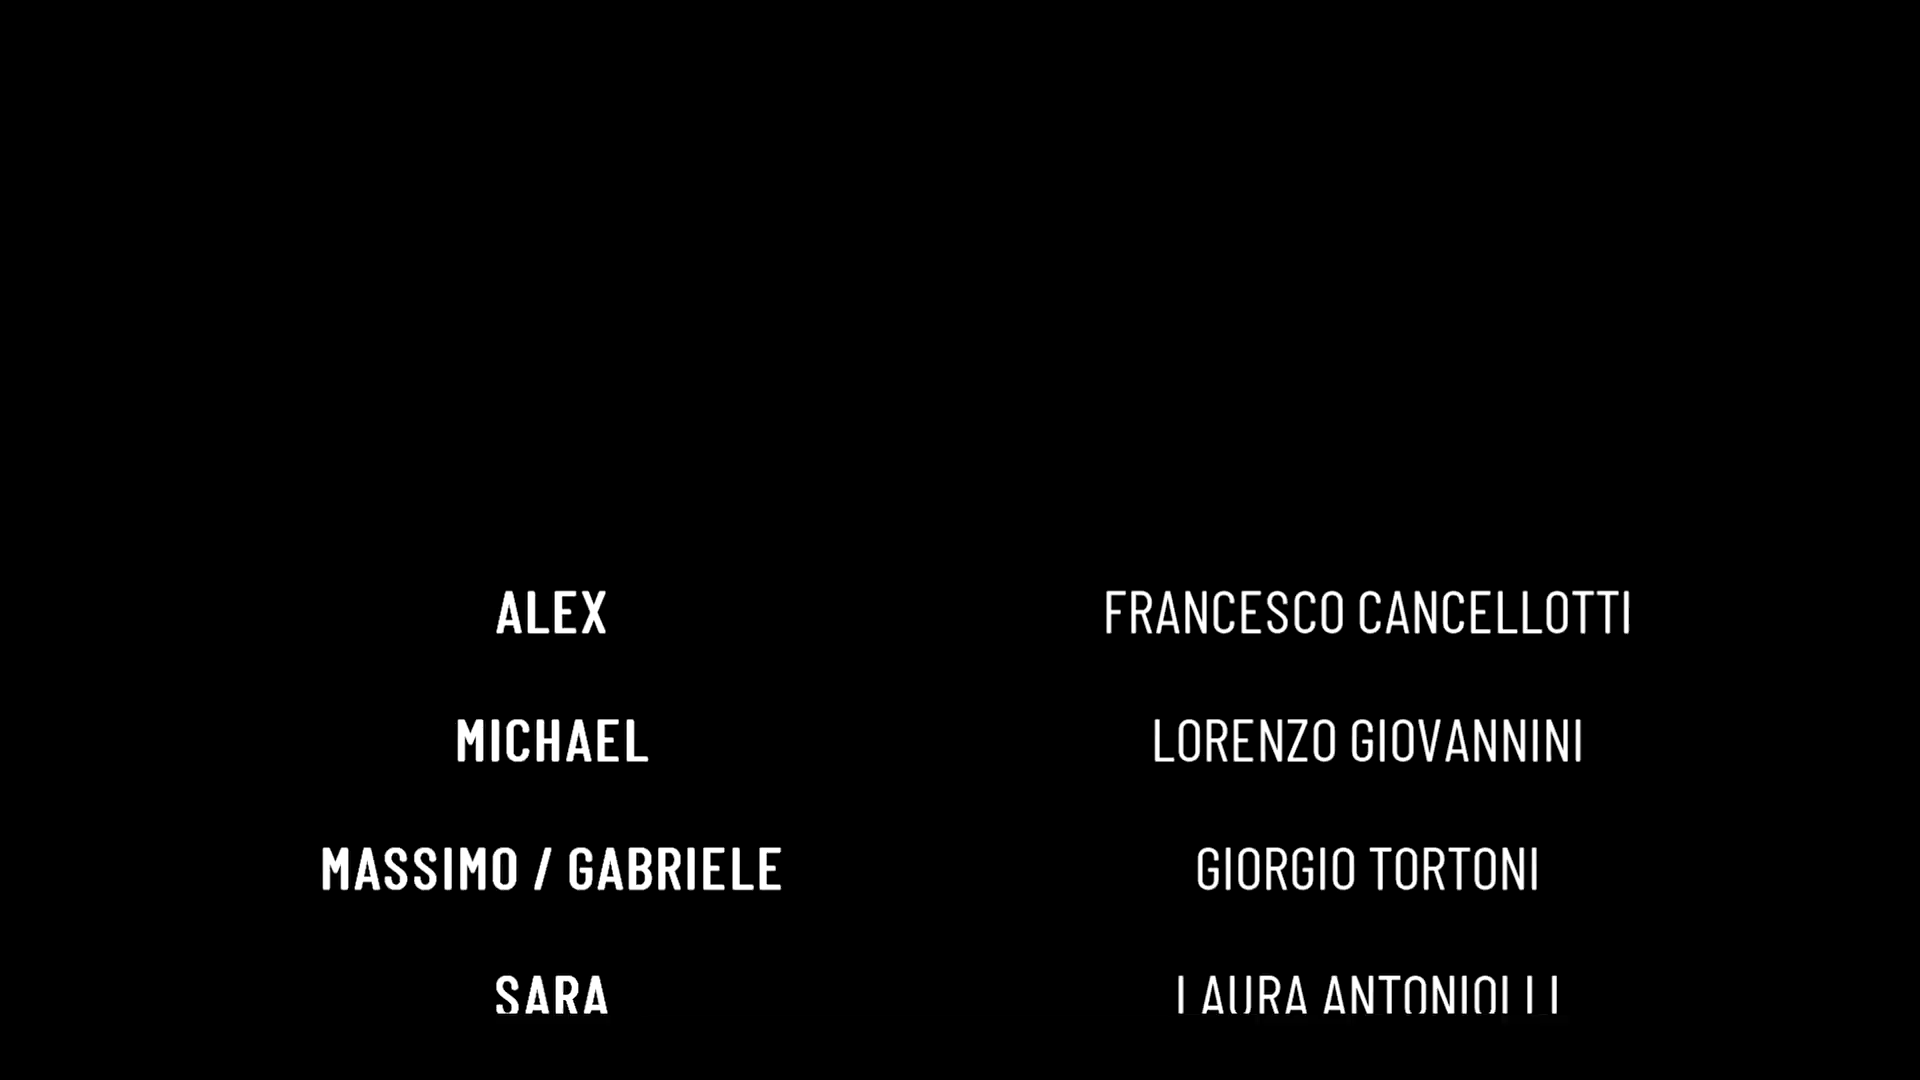 ALEX FRANCESCO CANCELLOTTI
MICHAEL LORENZO GIOVANNINI
MASSIMO / GABRIELE GIORGIO TORTONI
SARA LAURA ANTONIOLLI